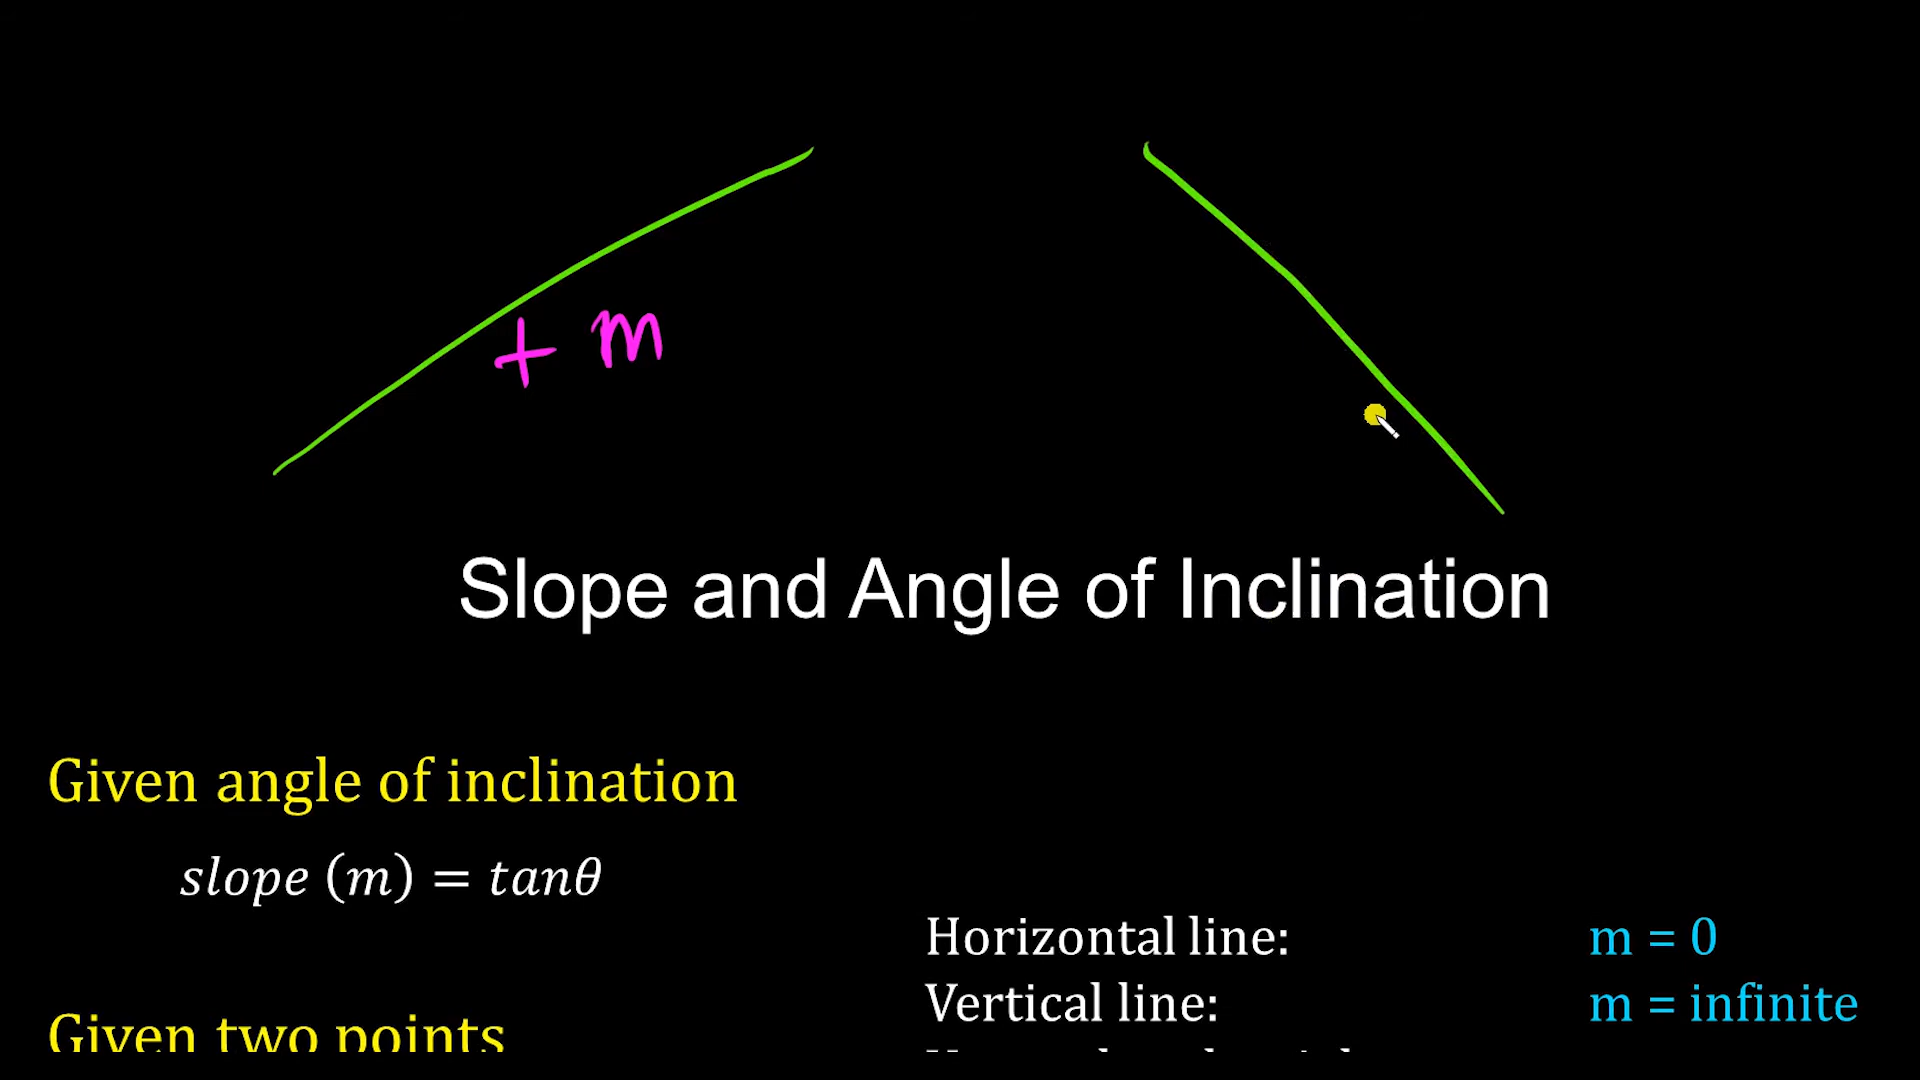 + m
Slope and Angle of Inclination
Given angle of inclination
slope (m) = tanθ
Horizontal line: m = 0
Vertical line: m = infinite
Given two points